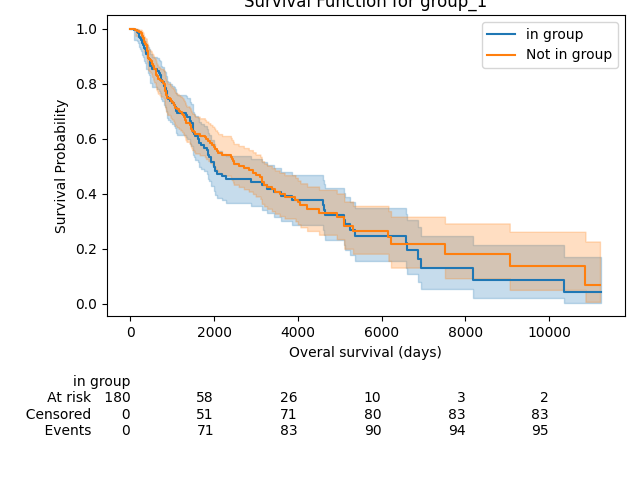 Survival Function for group_1
in group
Not in group
1.0
0.8
0.6
0.4
0.2
0.0
Survival Probability
0 2000 4000 6000 8000 10000
Overal survival (days)
in group
At risk 180 58 26 10 3 2
Censored 0 51 71 80 83 83
Events 0 71 83 90 94 95